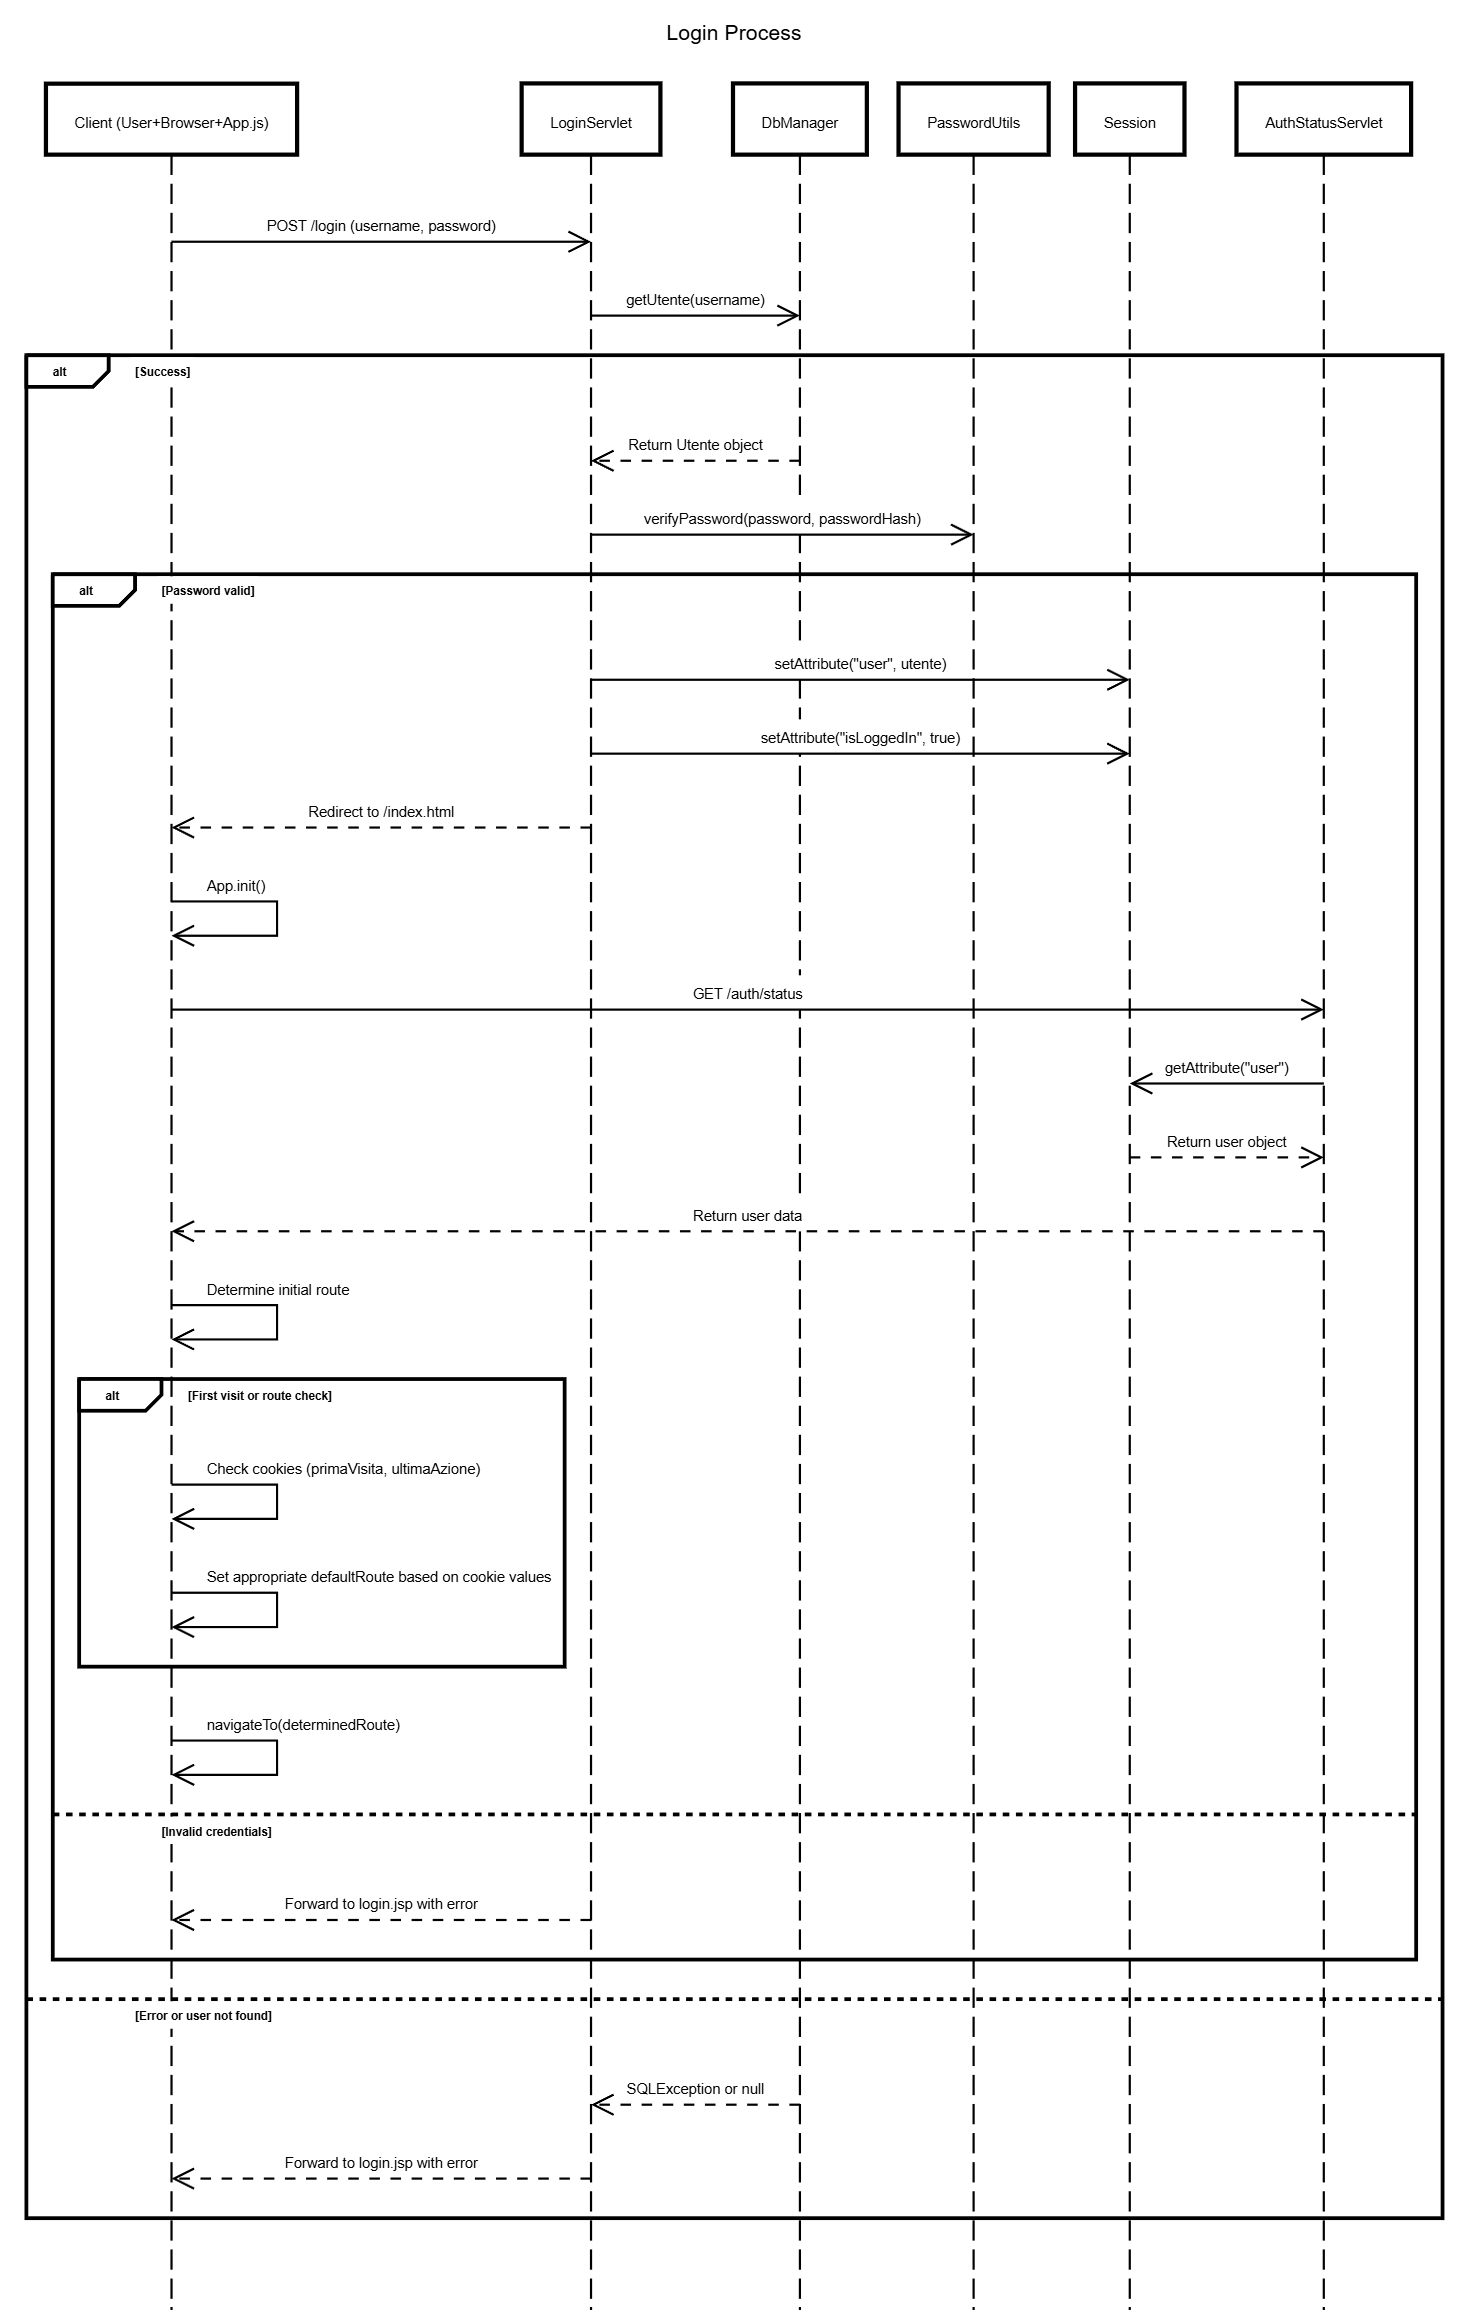 Login Process
Client (User+Browser+App.js)
LoginServlet
DbManager
PasswordUtils
Session
AuthStatusServlet
POST /login (username, password)
getUtente(username)
alt
[Success]
Return Utente object
verifyPassword(password, passwordHash)
alt
[Password valid]
setAttribute("user", utente)
setAttribute("isLoggedIn", true)
Redirect to /index.html
App.init()
GET /auth/status
getAttribute("user")
Return user object
Return user data
Determine initial route
alt
[First visit or route check]
Check cookies (primaVisita, ultimaAzione)
Set appropriate defaultRoute based on cookie values
navigateTo(determinedRoute)
[Invalid credentials]
Forward to login.jsp with error
[Error or user not found]
SQLException or null
Forward to login.jsp with error